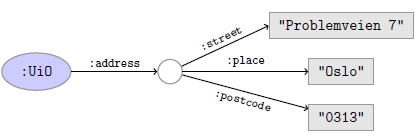 :UiO
:address
:street
"Problemveien 7"
:place
"Oslo"
:postcode
"0313"